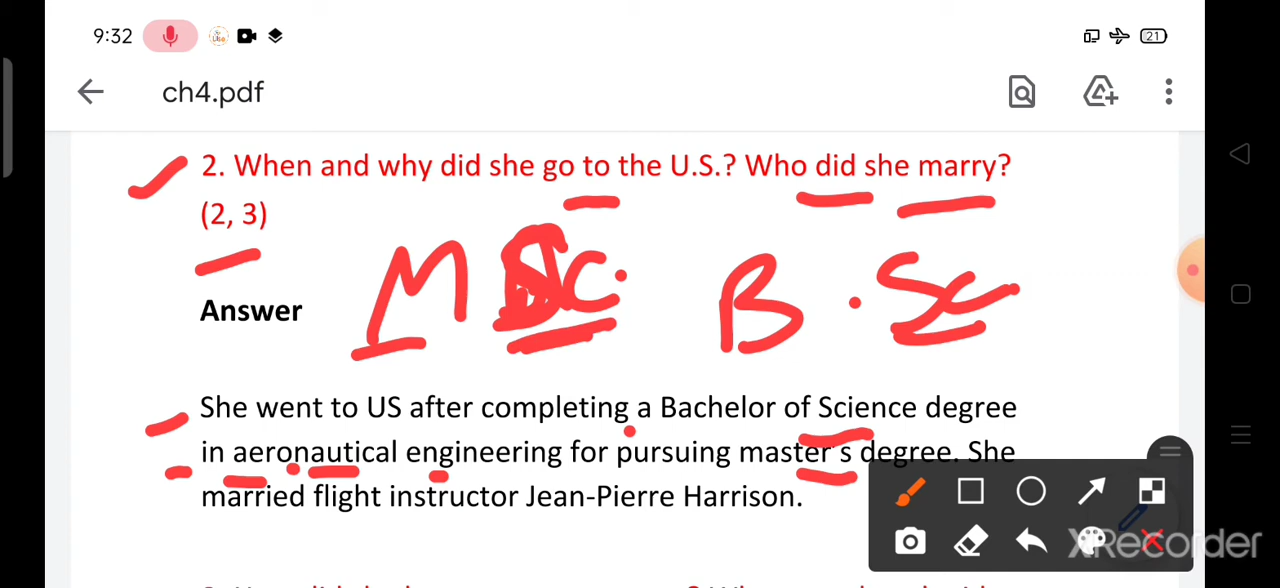 9:32
21
ch4.pdf
2. When and why did she go to the U.S.? Who did she marry?
(2, 3)
MSC. B.Sc
Answer
She went to US after completing a Bachelor of Science degree
in aeronautical engineering for pursuing master's degree. She
married flight instructor Jean-Pierre Harrison.
XRecorder